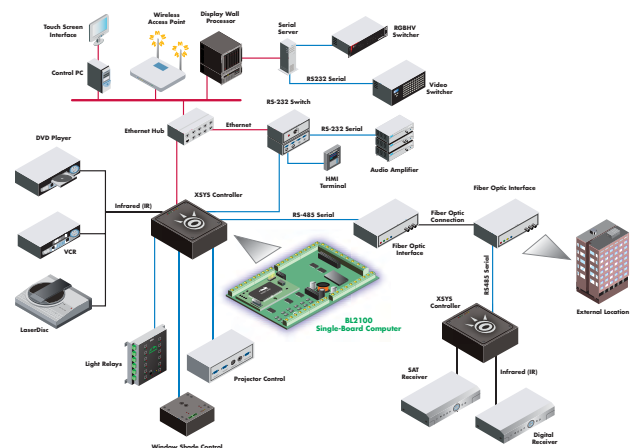 Touch Screen
Interface
Wireless
Access Point
Display Wall
Processor
Serial
Server
RGBHV
Switcher
Control PC
RS232 Serial
Video
Switcher
RS-232 Switch
Ethernet
RS-232 Serial
Ethernet Hub
DVD Player
HMI
Terminal
Audio Amplifier
Fiber Optic Interface
XSYS Controller
Infrared (IR)
RS-485 Serial
Fiber Optic
Connection
VCR
Fiber Optic
Interface
RS485 Serial
XSYS
Controller
External Location
BL2100
Single-Board Computer
LaserDisc
Light Relays
Projector Control
SAT
Receiver
Infrared (IR)
Digital
Receiver
Window Shade Control